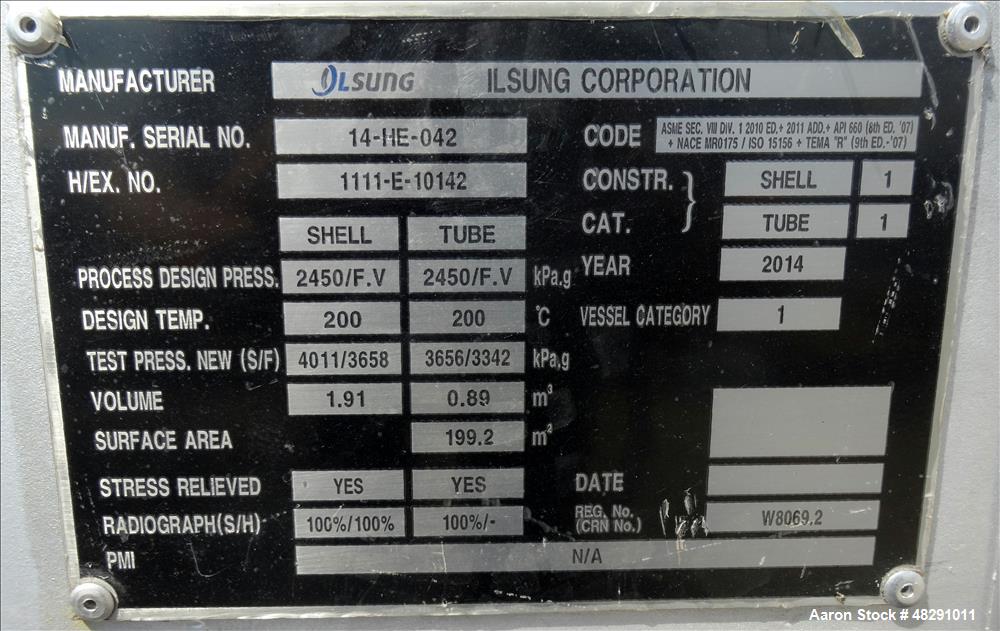 MANUFACTURER ILSUNG ILSUNG CORPORATION
MANUF. SERIAL NO. 14-HE-042
CODE ASME SEC. VIII DIV. 1 2010 ED.+ 2011 ADD.+ API 660 (8th ED. '07)
+ NACE MR0175 / ISO 15156 + TEMA "R" (9th ED.-'07)
H/EX. NO. 1111-E-10142
CONSTR. SHELL 1
CAT. TUBE 1
SHELL TUBE
YEAR 2014
PROCESS DESIGN PRESS. 2450/F.V 2450/F.V kPa,g
DESIGN TEMP. 200 200 °C
VESSEL CATEGORY 1
TEST PRESS. NEW (S/F) 4011/3658 3656/3342 kPa,g
VOLUME 1.91 0.89 m³
SURFACE AREA 199.2 m²
STRESS RELIEVED YES YES
DATE
RADIOGRAPH(S/H) 100%/100% 100%/-
REG. No.
(CRN No.) W8069.2
PMI N/A
Aaron Stock # 48291011